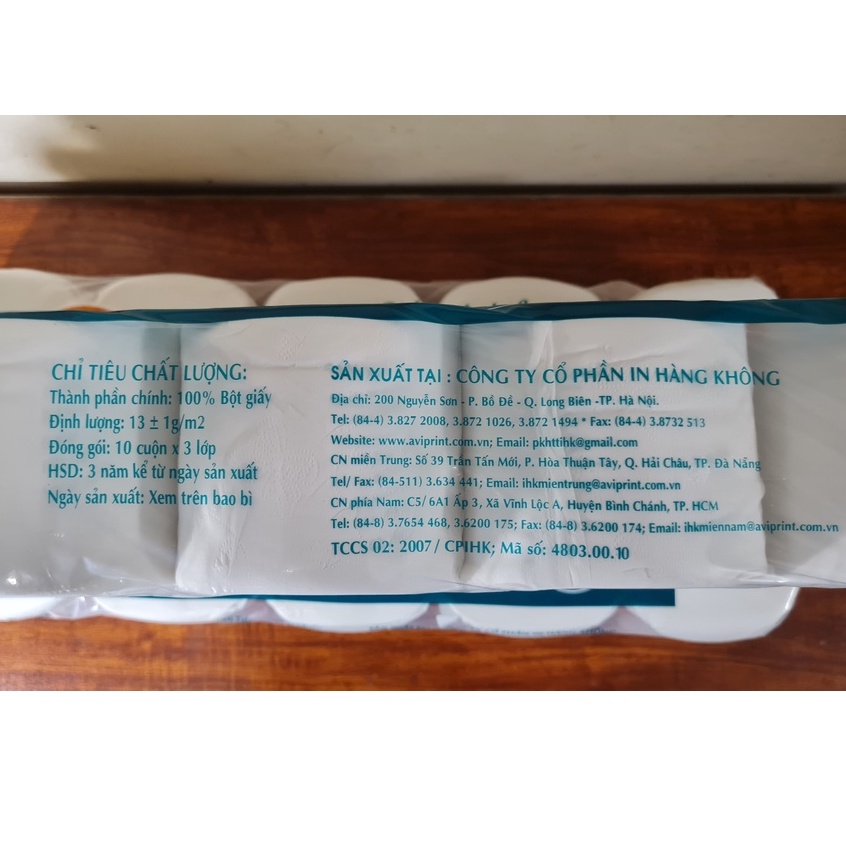 CHỈ TIÊU CHẤT LƯỢNG:
Thành phần chính: 100% Bột giấy
Định lượng: 13 ± 1g/m2
Đóng gói: 10 cuộn x 3 lớp
HSD: 3 năm kể từ ngày sản xuất
Ngày sản xuất: Xem trên bao bì
SẢN XUẤT TẠI : CÔNG TY CỔ PHẦN IN HÀNG KHÔNG
Địa chỉ: 200 Nguyễn Sơn - P. Bồ Đề - Q. Long Biên -TP. Hà Nội.
Tel: (84-4) 3.827 2008, 3.872 1026, 3.872 1494 * Fax: (84-4) 3.8732 513
Website: www.aviprint.com.vn; Email: pkhttihk@gmail.com
CN miền Trung: Số 39 Trần Tấn Mới, P. Hòa Thuận Tây, Q. Hải Châu, TP. Đà Nẵng
Tel/ Fax: (84-511) 3.634 441; Email: ihkmientrung@aviprint.com.vn
CN phía Nam: C5/ 6A1 Ấp 3, Xã Vĩnh Lộc A, Huyện Bình Chánh, TP. HCM
Tel: (84-8) 3.7654 468, 3.6200 175; Fax: (84-8) 3.6200 174; Email: ihkmiennam@aviprint.com.vn
TCCS 02: 2007/ CPIHK; Mã số: 4803.00.10